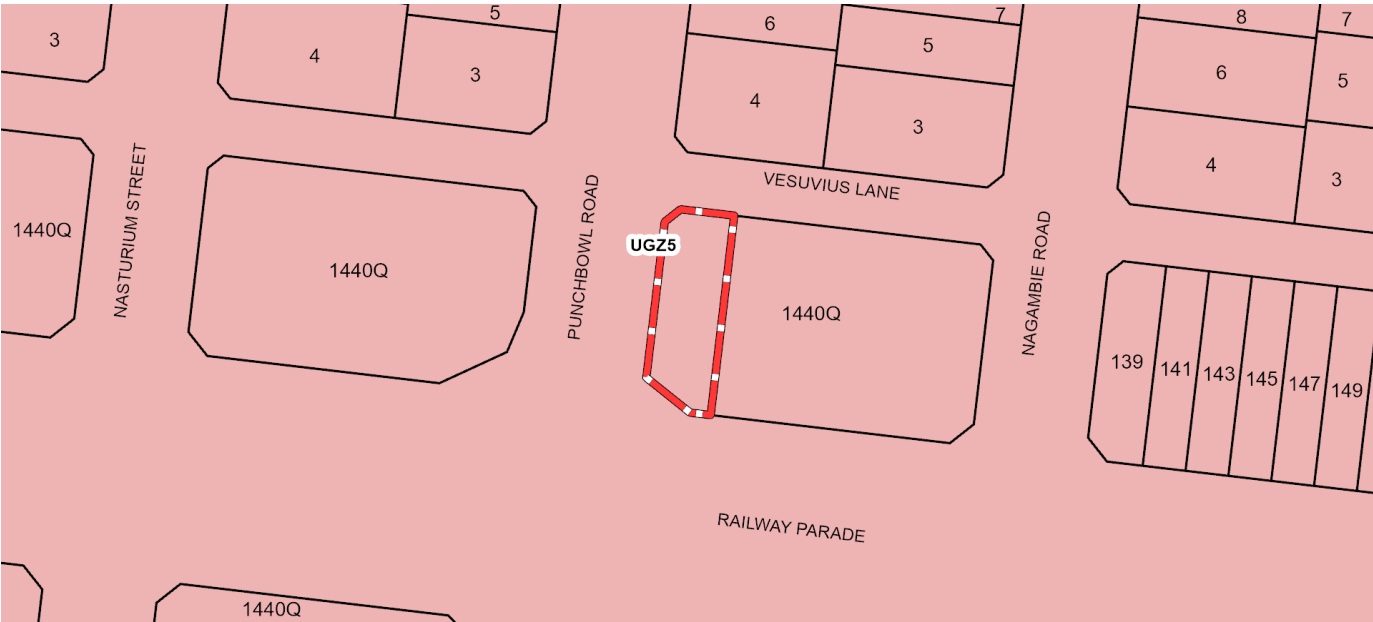 5
7
8
7
3
4
3
6
5
6
5
4
3
4
3
1440Q
NASTURIUM STREET
1440Q
PUNCHBOWL ROAD
VESUVIUS LANE
UGZ5
1440Q
NAGAMBIE ROAD
139
141
143
145
147
149
RAILWAY PARADE
1440Q